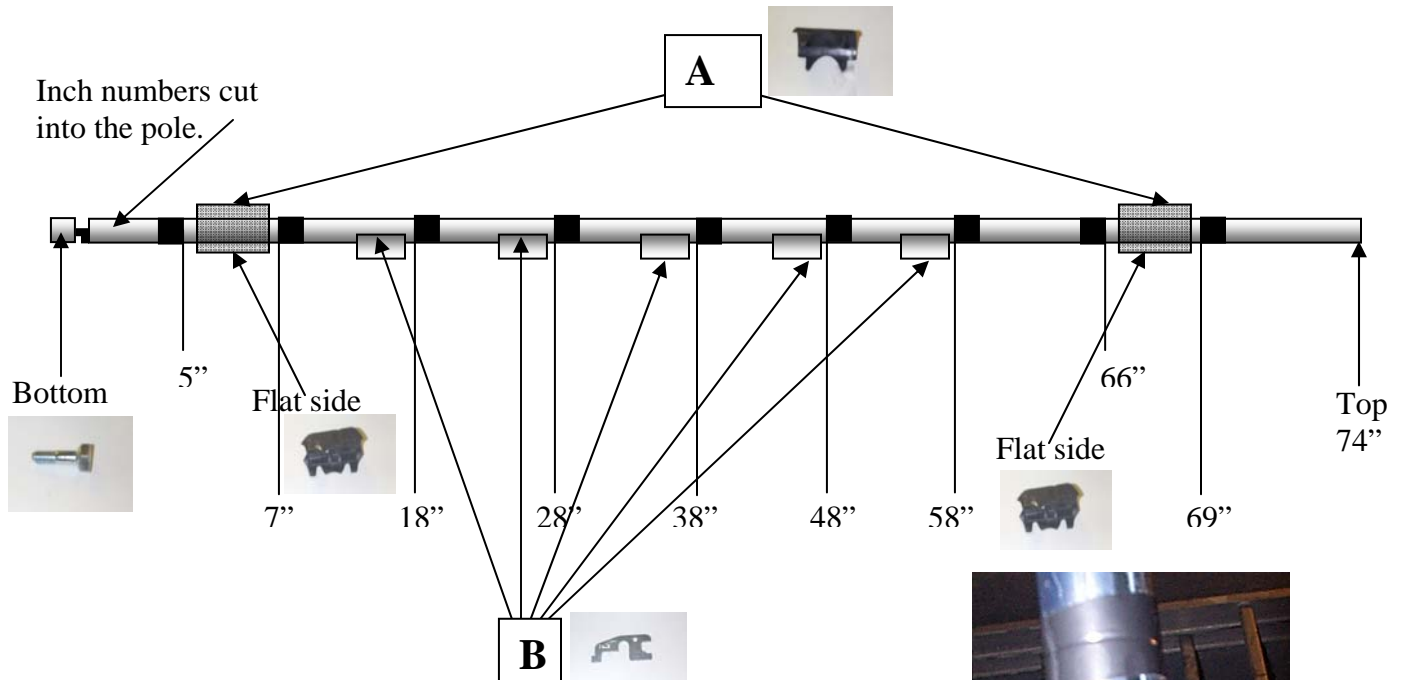 A
Inch numbers cut
into the pole.
5”
66”
Bottom
Flat side
Top
74”
Flat side
7”
18”
28”
38”
48”
58”
69”
B